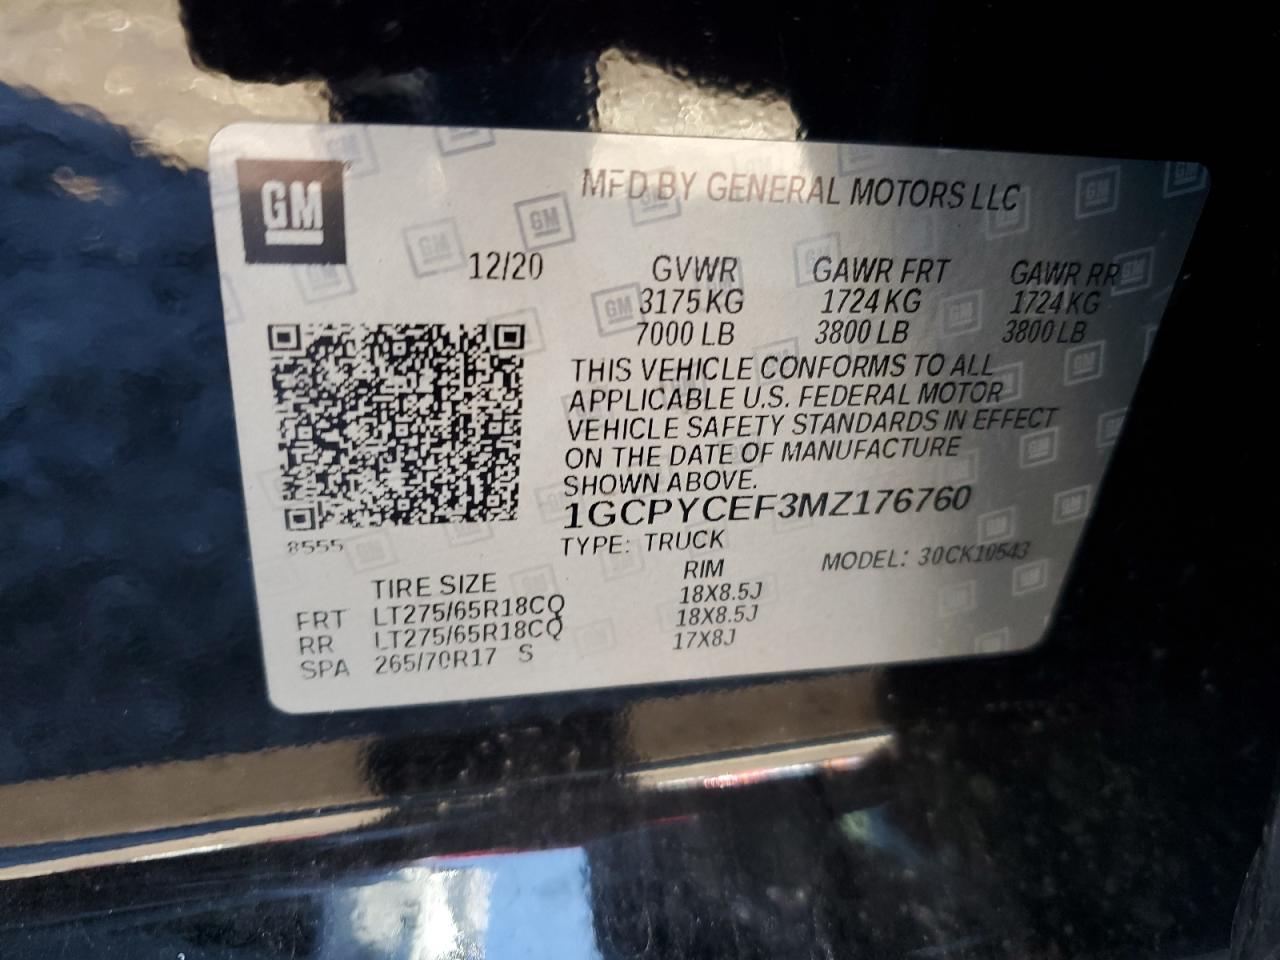 GM
MFD BY GENERAL MOTORS LLC
12/20 GVWR GAWR FRT GAWR RR
3175 KG 1724 KG 1724 KG
7000 LB 3800 LB 3800 LB
THIS VEHICLE CONFORMS TO ALL
APPLICABLE U.S. FEDERAL MOTOR
VEHICLE SAFETY STANDARDS IN EFFECT
ON THE DATE OF MANUFACTURE
SHOWN ABOVE.
1GCPYCEF3MZ176760
8555
TYPE: TRUCK MODEL: 30CK10543
TIRE SIZE RIM
FRT LT275/65R18CQ 18X8.5J
RR LT275/65R18CQ 18X8.5J
SPA 265/70R17 S 17X8J